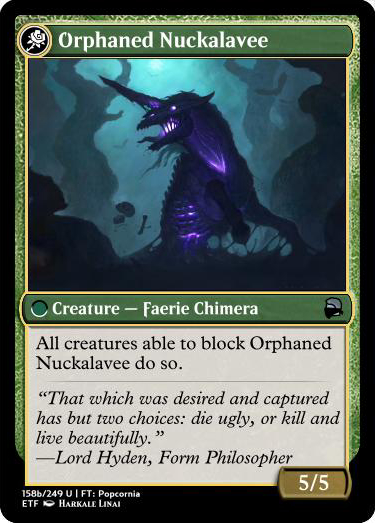 Orphaned Nuckalavee
Creature — Faerie Chimera
All creatures able to block Orphaned
Nuckalavee do so.
“That which was desired and captured
has but two choices: die ugly, or kill and
live beautifully.”
—Lord Hyden, Form Philosopher
5/5
158b/249 U | FT: Popcornia
ETF Harkale Linai